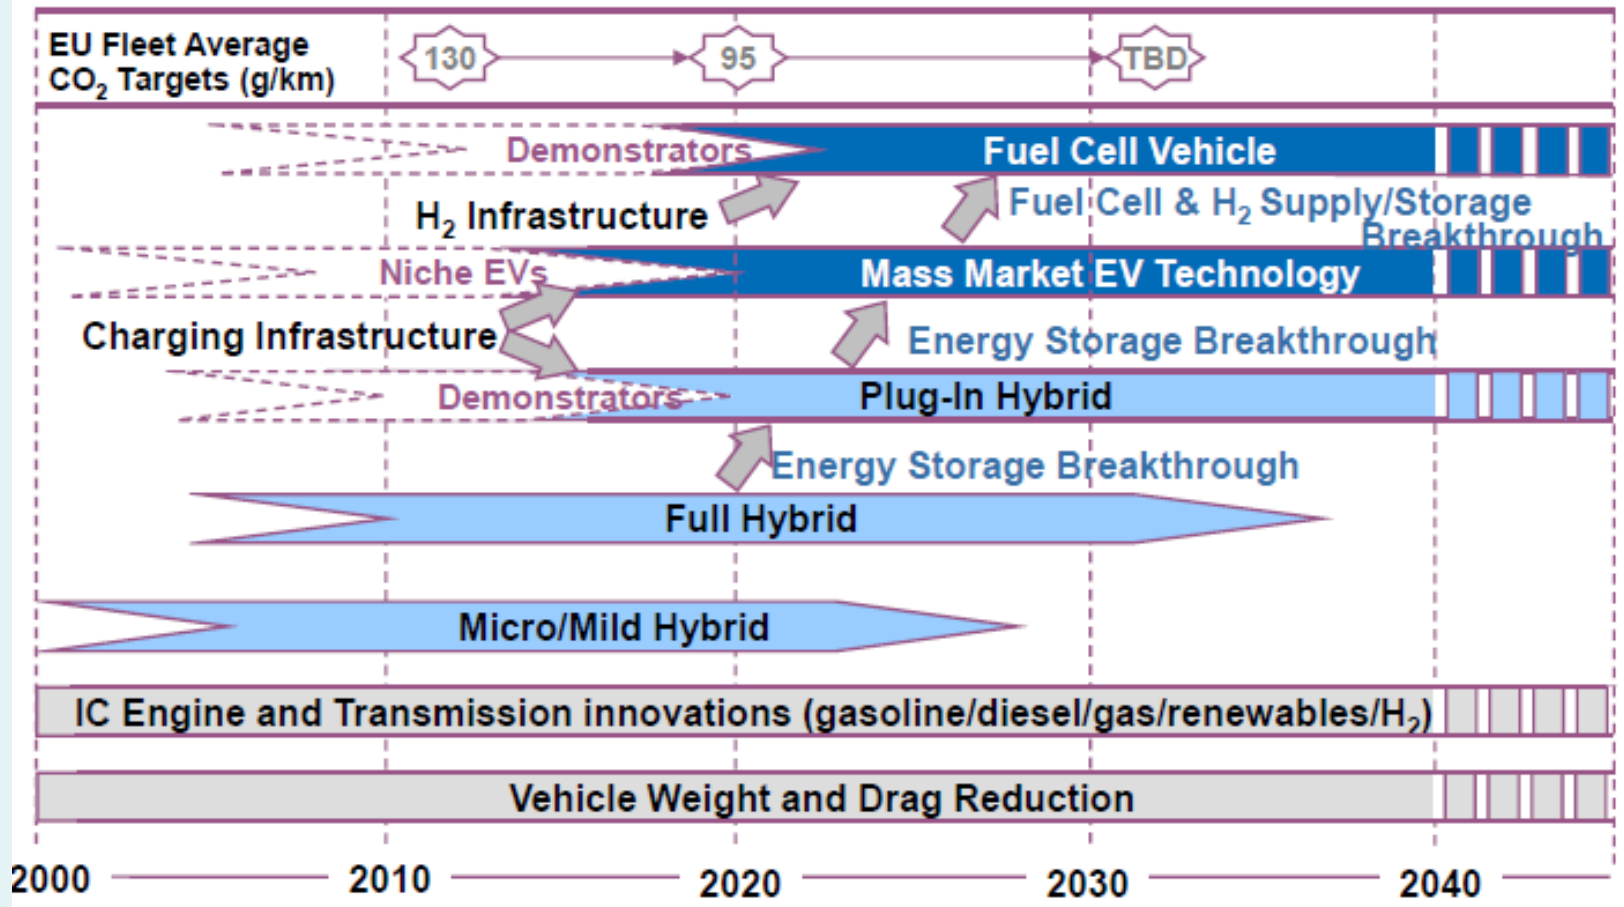 EU Fleet Average
CO₂ Targets (g/km)
130
95
TBD
Demonstrators
Fuel Cell Vehicle
H₂ Infrastructure
Fuel Cell & H₂ Supply/Storage
Breakthrough
Niche EVs
Mass Market EV Technology
Charging Infrastructure
Energy Storage Breakthrough
Demonstrators
Plug-In Hybrid
Energy Storage Breakthrough
Full Hybrid
Micro/Mild Hybrid
IC Engine and Transmission innovations (gasoline/diesel/gas/renewables/H₂)
Vehicle Weight and Drag Reduction
2000
2010
2020
2030
2040